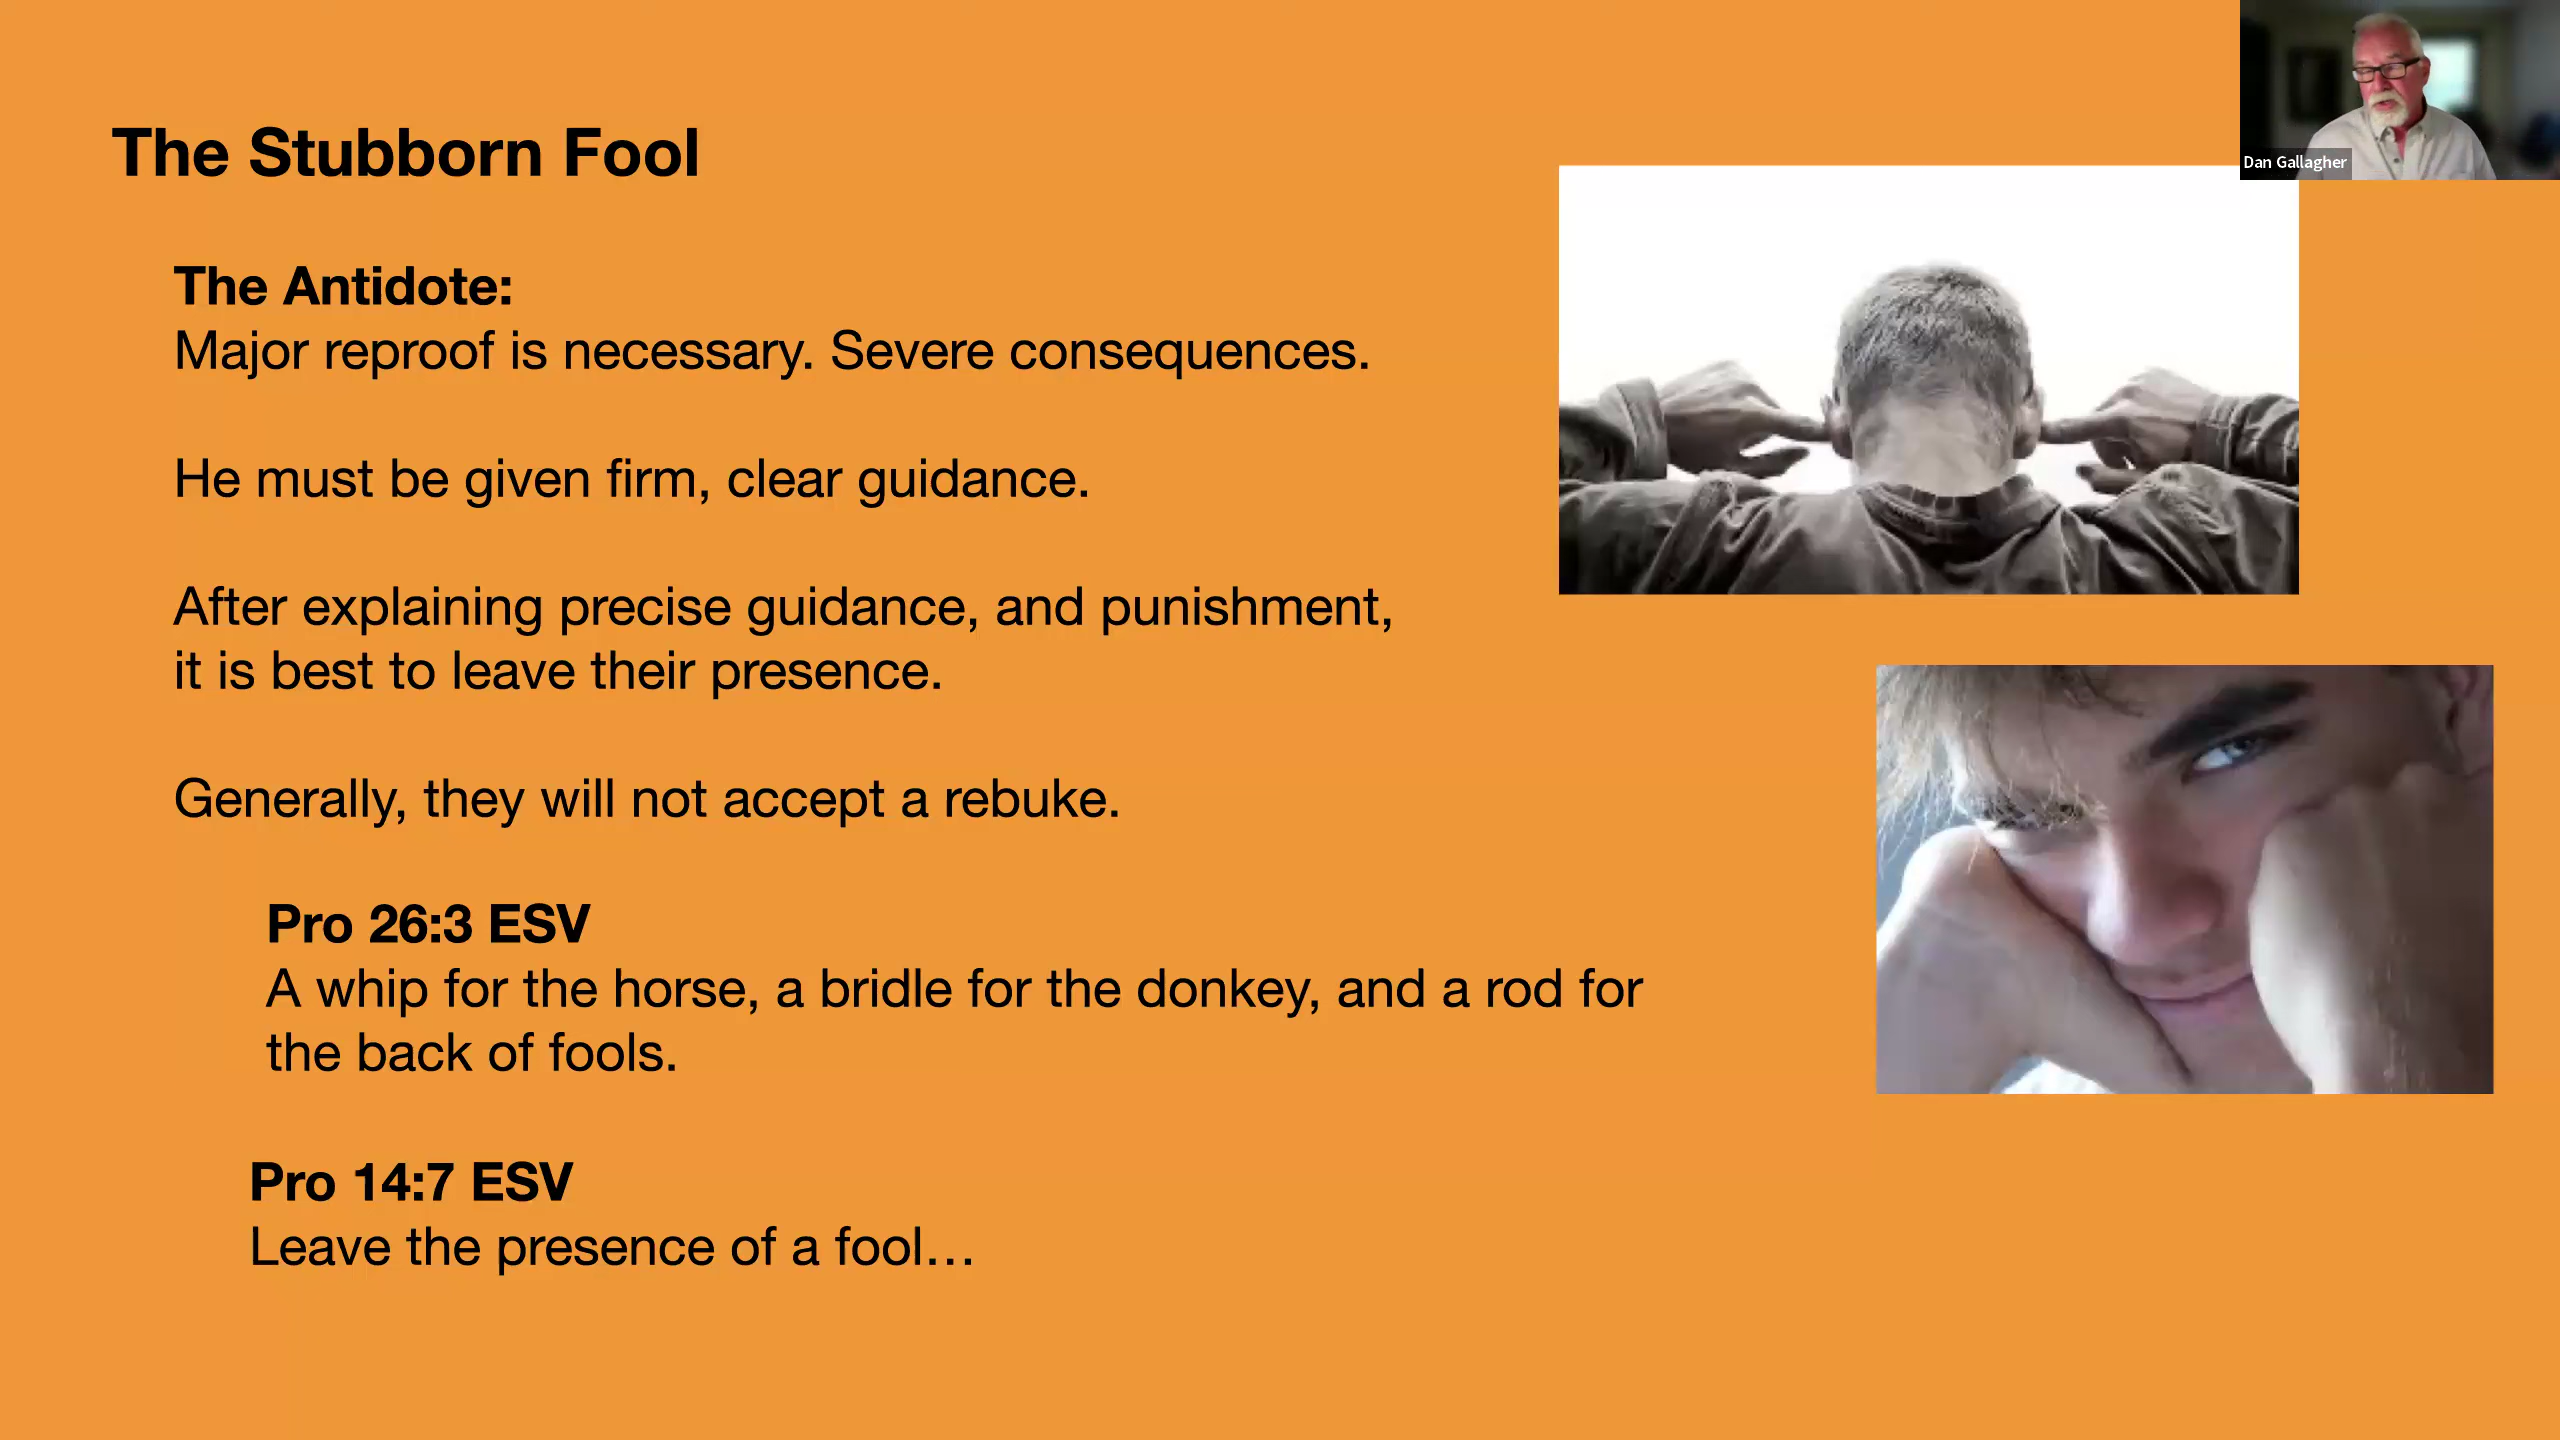 The Stubborn Fool
Dan Gallagher
The Antidote:
Major reproof is necessary. Severe consequences.
He must be given firm, clear guidance.
After explaining precise guidance, and punishment,
it is best to leave their presence.
Generally, they will not accept a rebuke.
Pro 26:3 ESV
A whip for the horse, a bridle for the donkey, and a rod for
the back of fools.
Pro 14:7 ESV
Leave the presence of a fool…